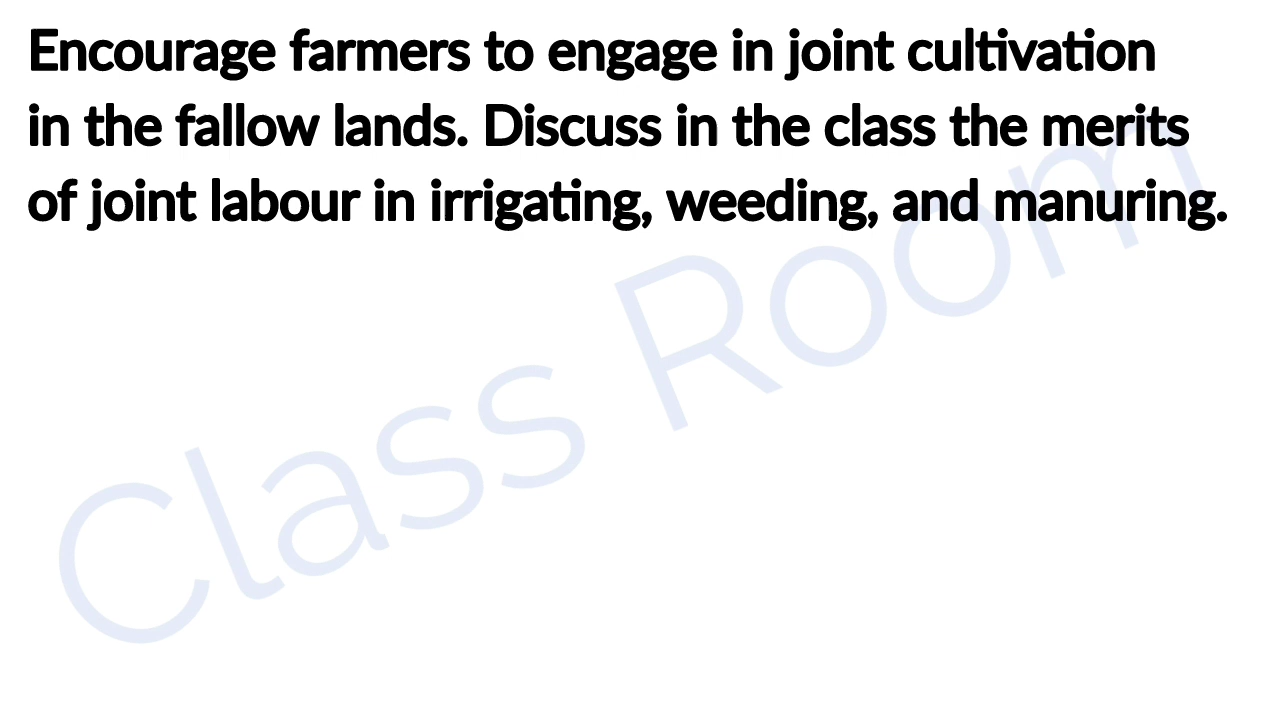 Encourage farmers to engage in joint cultivation
in the fallow lands. Discuss in the class the merits
of joint labour in irrigating, weeding, and manuring.
Class Room